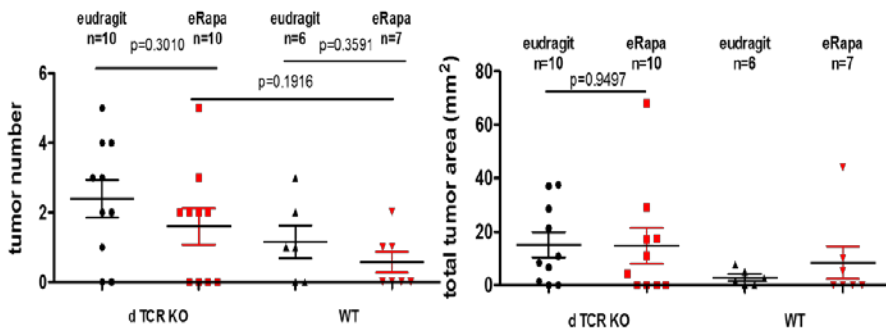 eudragit eRapa eudragit eRapa
n=10 n=10 n=6 n=7
p=0.3010 p=0.3591
p=0.1916
tumor number
6
4
2
0
d TCR KO WT
eudragit eRapa eudragit eRapa
n=10 n=10 n=6 n=7
p=0.9497
total tumor area (mm²)
80
60
40
20
0
d TCR KO WT